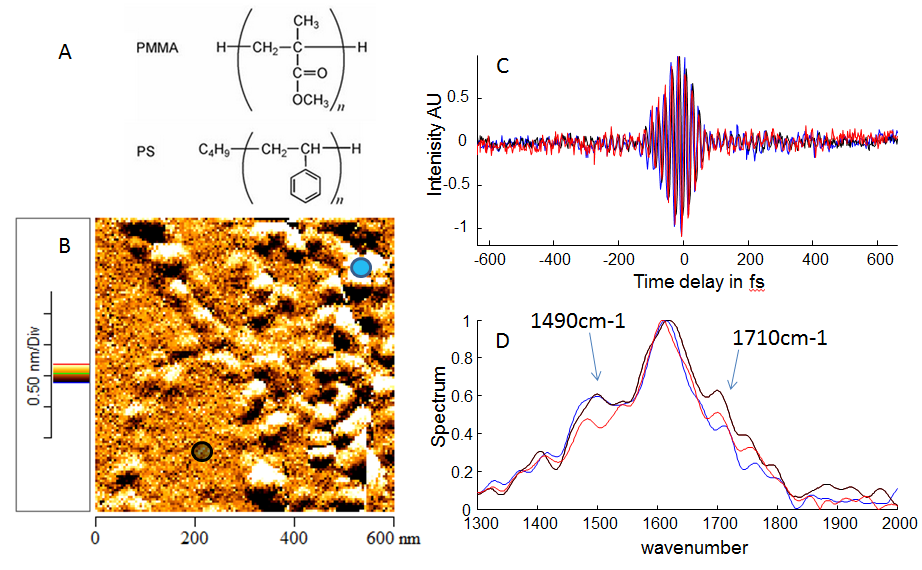 A
PMMA
CH₃
H CH₂ C H
C=O
OCH₃ n
PS C₄H₉ CH₂ CH H
n
B
0.50 nm/Div
0 200 400 600 nm
C
Intenisity AU
0.5
0
-0.5
-1
-600 -400 -200 0 200 400 600
Time delay in fs
D
1490cm-1
1710cm-1
Spectrum
1
0.8
0.6
0.4
0.2
0
1300 1400 1500 1600 1700 1800 1900 2000
wavenumber